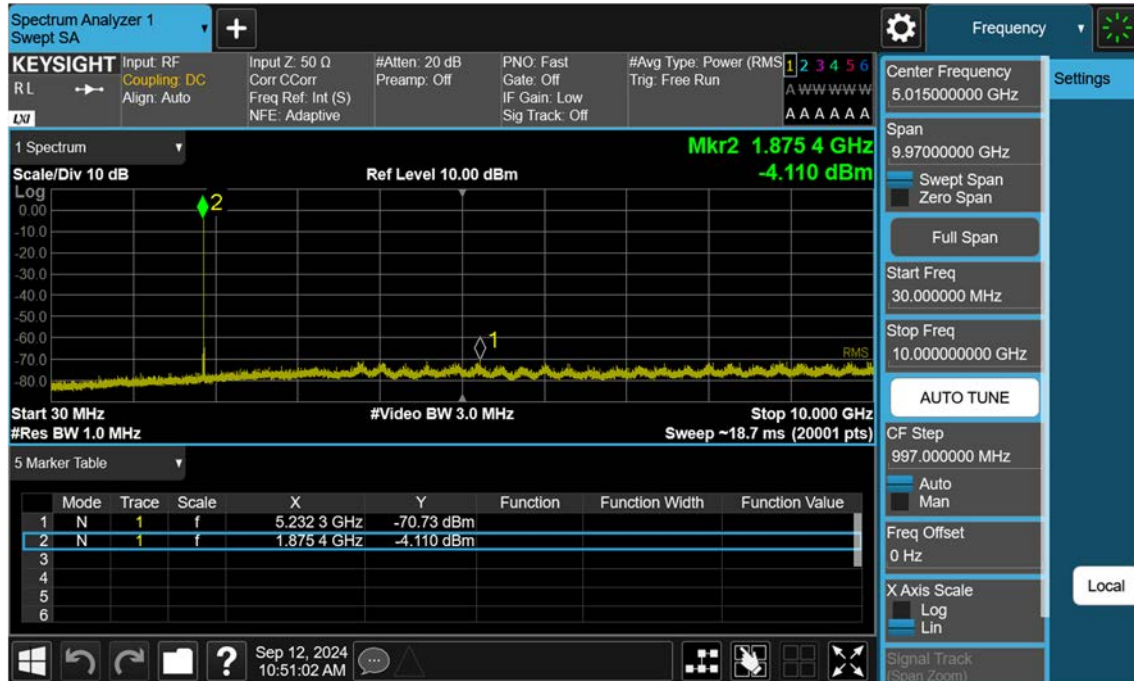 Spectrum Analyzer 1
Swept SA
Frequency
KEYSIGHT
R L
LXI
Input: RF
Coupling: DC
Align: Auto
Input Z: 50 Ω
Corr CCorr
Freq Ref: Int (S)
NFE: Adaptive
#Atten: 20 dB
Preamp: Off
PNO: Fast
Gate: Off
IF Gain: Low
Sig Track: Off
#Avg Type: Power (RMS
Trig: Free Run
1 2 3 4 5 6
A W W W W W
A A A A A A
1 Spectrum
Scale/Div 10 dB
Ref Level 10.00 dBm
Mkr2 1.875 4 GHz
-4.110 dBm
Log
0.00
-10.0
-20.0
-30.0
-40.0
-50.0
-60.0
-70.0
-80.0
2
1
RMS
Start 30 MHz
#Video BW 3.0 MHz
Stop 10.000 GHz
#Res BW 1.0 MHz
Sweep ~18.7 ms (20001 pts)
5 Marker Table
Mode Trace Scale X Y Function Function Width Function Value
1 N 1 f 5.232 3 GHz -70.73 dBm
2 N 1 f 1.875 4 GHz -4.110 dBm
3
4
5
6
?
Sep 12, 2024
10:51:02 AM
Center Frequency
5.015000000 GHz
Span
9.97000000 GHz
Swept Span
Zero Span
Full Span
Start Freq
30.000000 MHz
Stop Freq
10.000000000 GHz
AUTO TUNE
CF Step
997.000000 MHz
Auto
Man
Freq Offset
0 Hz
X Axis Scale
Log
Lin
Signal Track
(Span Zoom)
Settings
Local